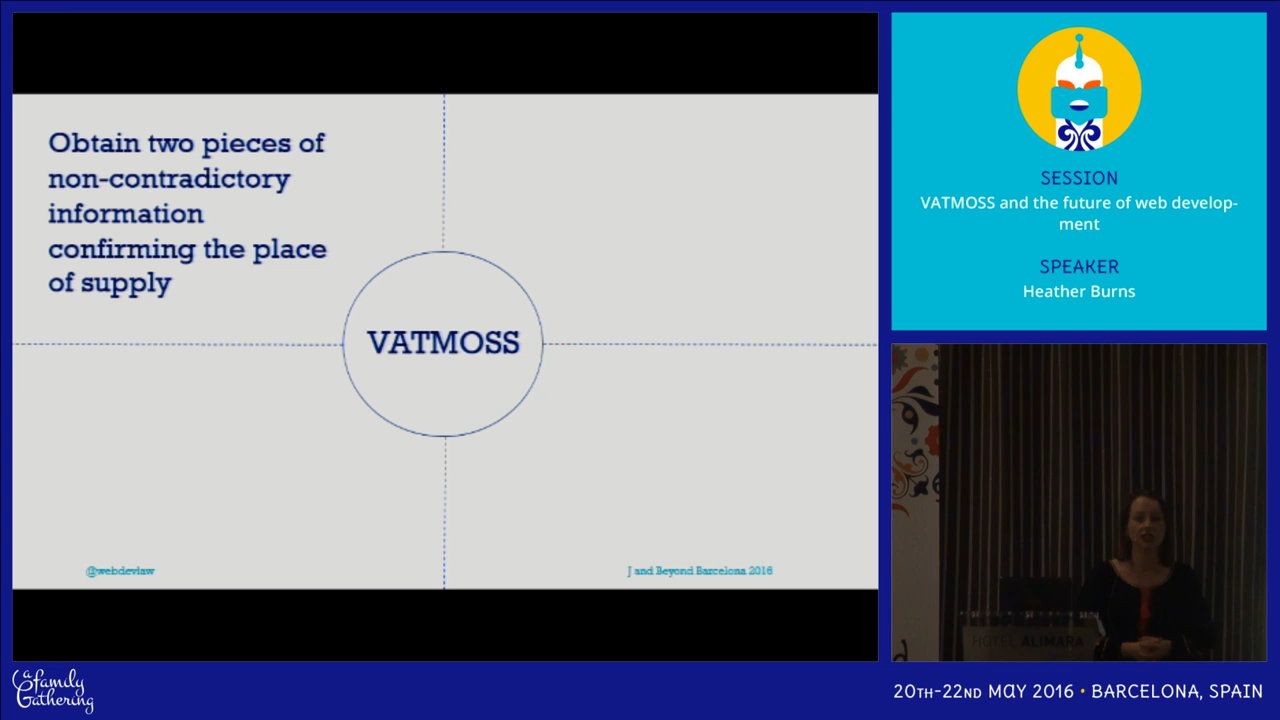 Obtain two pieces of
non-contradictory
information
confirming the place
of supply
VATMOSS
@webdevlaw
J and Beyond Barcelona 2016
SESSION
VATMOSS and the future of web develop-
ment
SPEAKER
Heather Burns
HOTEL ALIMARA
a
family
Gathering
20TH-22ND MAY 2016 • BARCELONA, SPAIN